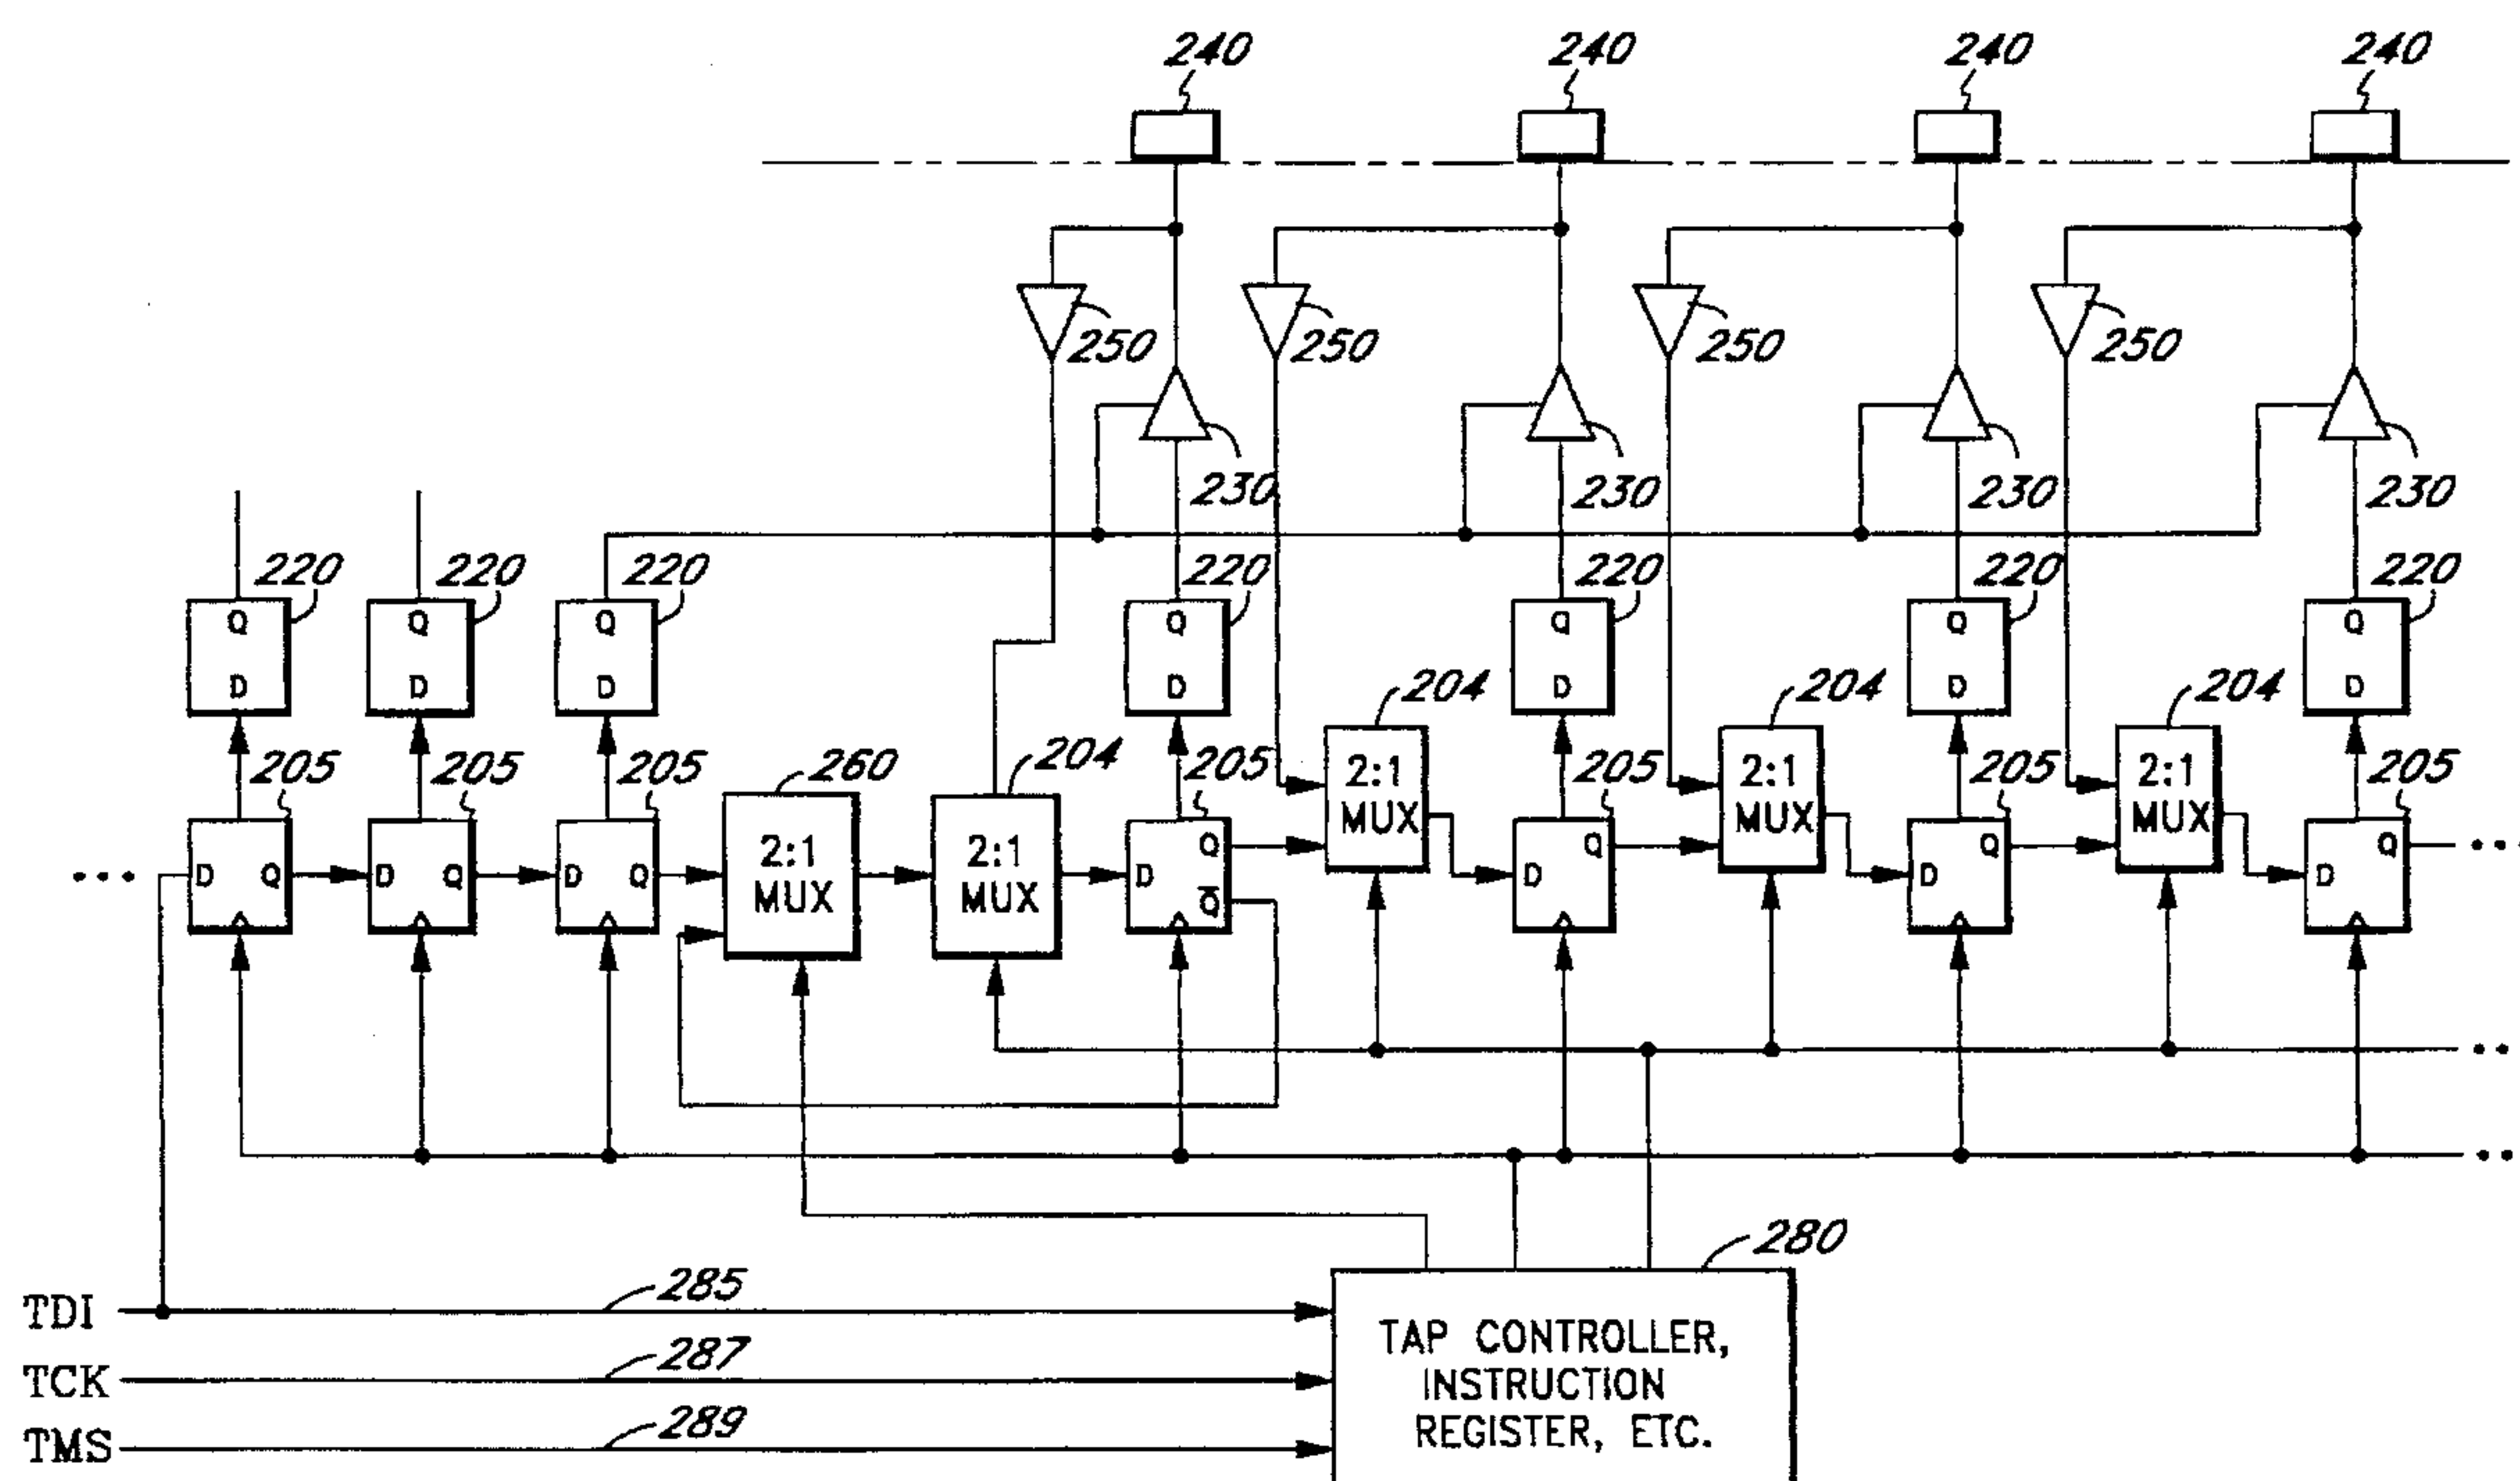 240 240 240 240
250 250 250 250
230 230 230 230
220 220 220 220 220 220 220
Q Q Q Q Q Q Q
D D D D D D D
204 204 204
205 205 205 260 204 205 205 205 205
2:1 MUX 2:1 MUX 2:1 MUX
2:1 MUX 2:1 MUX
... D Q D Q D Q D Q D Q D Q D Q ...
Q̅
..
..
280
TDI 285
TCK 287
TMS 289
TAP CONTROLLER,
INSTRUCTION
REGISTER, ETC.